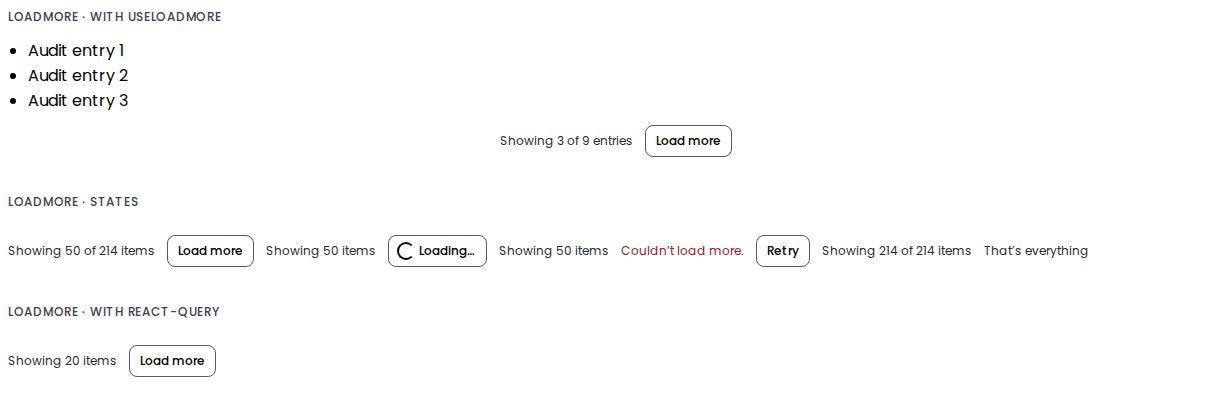 LOADMORE · WITH USELOADMORE
Audit entry 1
Audit entry 2
Audit entry 3
Showing 3 of 9 entries Load more
LOADMORE · STATES
Showing 50 of 214 items Load more Showing 50 items Loading… Showing 50 items Couldn’t load more. Retry Showing 214 of 214 items That’s everything
LOADMORE · WITH REACT-QUERY
Showing 20 items Load more